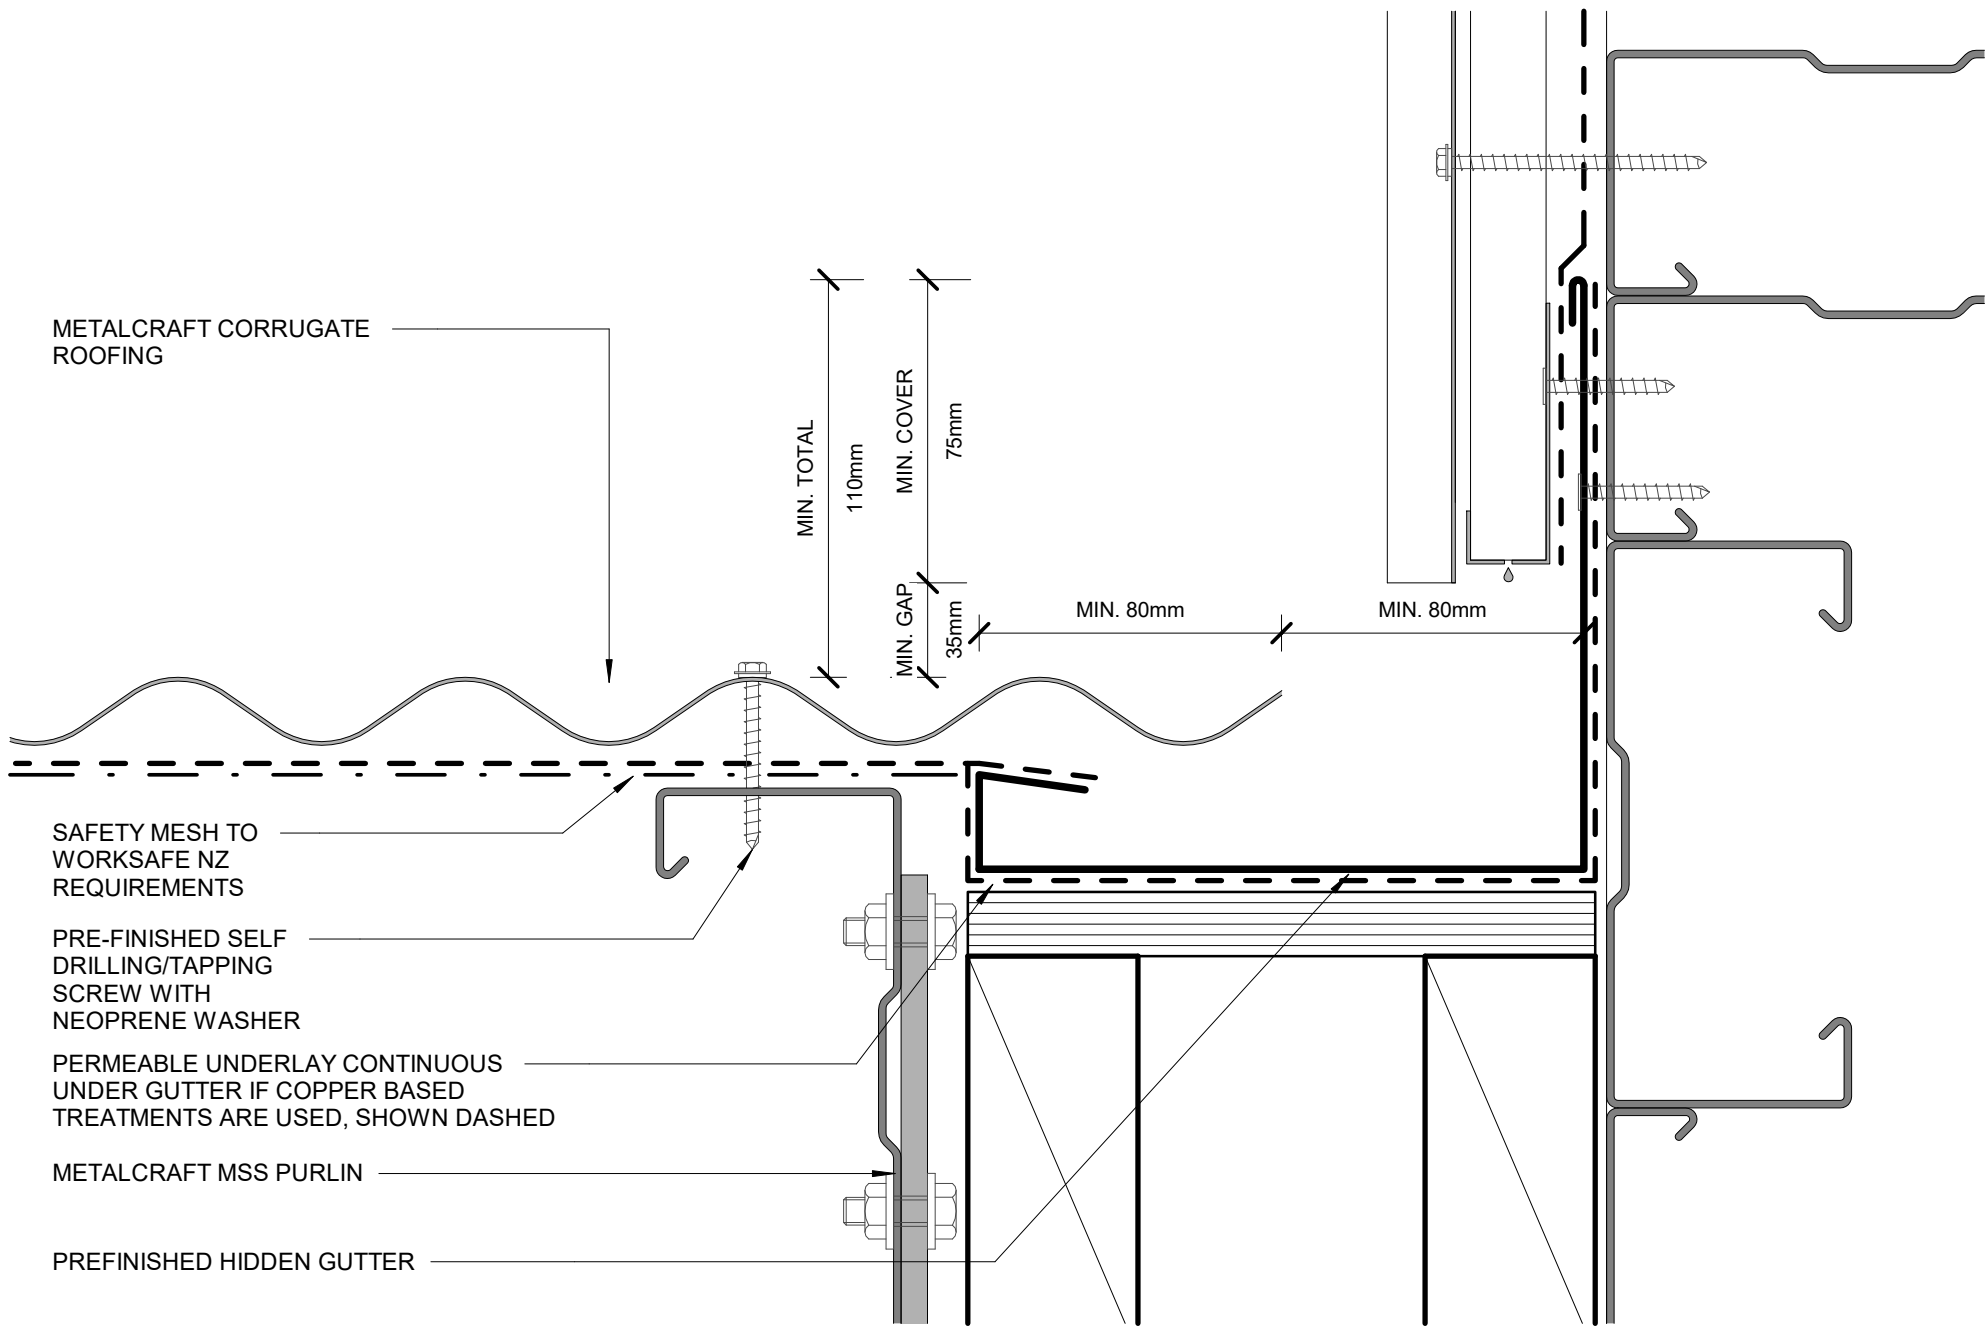 METALCRAFT CORRUGATE
ROOFING
MIN. TOTAL
110mm
MIN. COVER
75mm
MIN. GAP
35mm
MIN. 80mm
MIN. 80mm
SAFETY MESH TO
WORKSAFE NZ
REQUIREMENTS
PRE-FINISHED SELF
DRILLING/TAPPING
SCREW WITH
NEOPRENE WASHER
PERMEABLE UNDERLAY CONTINUOUS
UNDER GUTTER IF COPPER BASED
TREATMENTS ARE USED, SHOWN DASHED
METALCRAFT MSS PURLIN
PREFINISHED HIDDEN GUTTER